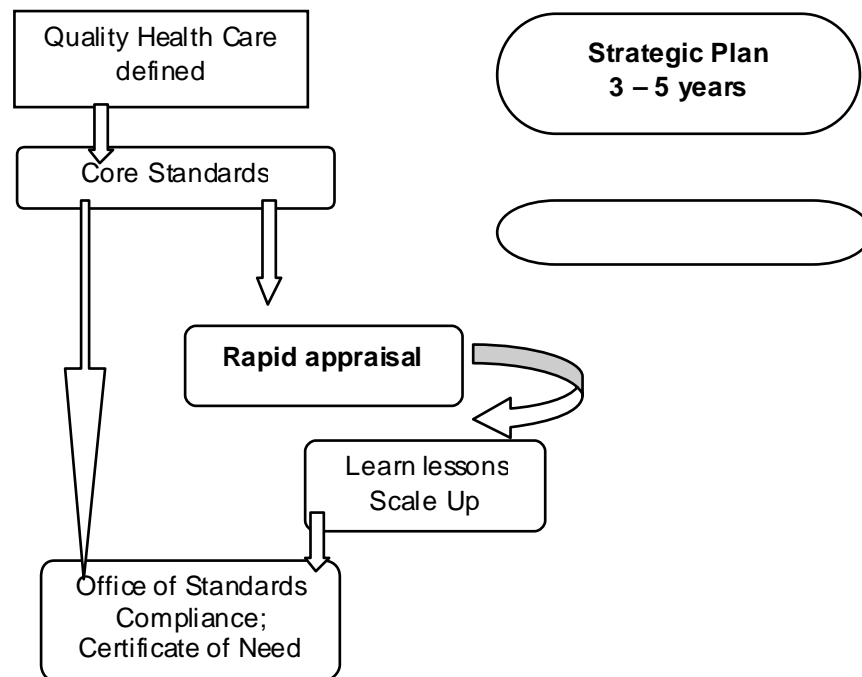 Quality Health Care
defined
Strategic Plan
3 – 5 years
Core Standards
Rapid appraisal
Learn lessons
Scale Up
Office of Standards
Compliance;
Certificate of Need